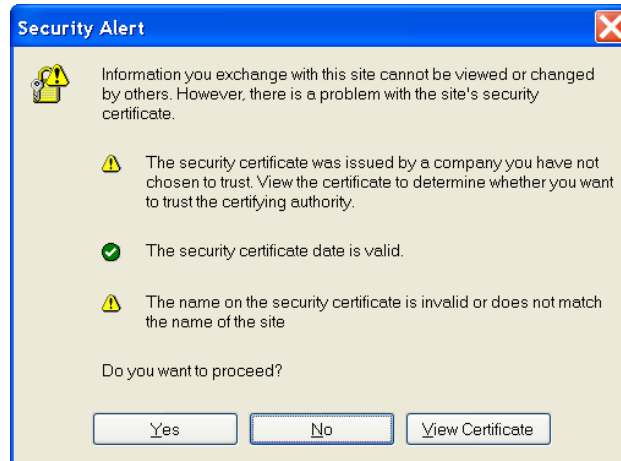 Security Alert
Information you exchange with this site cannot be viewed or changed
by others. However, there is a problem with the site's security
certificate.
The security certificate was issued by a company you have not
chosen to trust. View the certificate to determine whether you want
to trust the certifying authority.
The security certificate date is valid.
The name on the security certificate is invalid or does not match
the name of the site
Do you want to proceed?
Yes
No
View Certificate